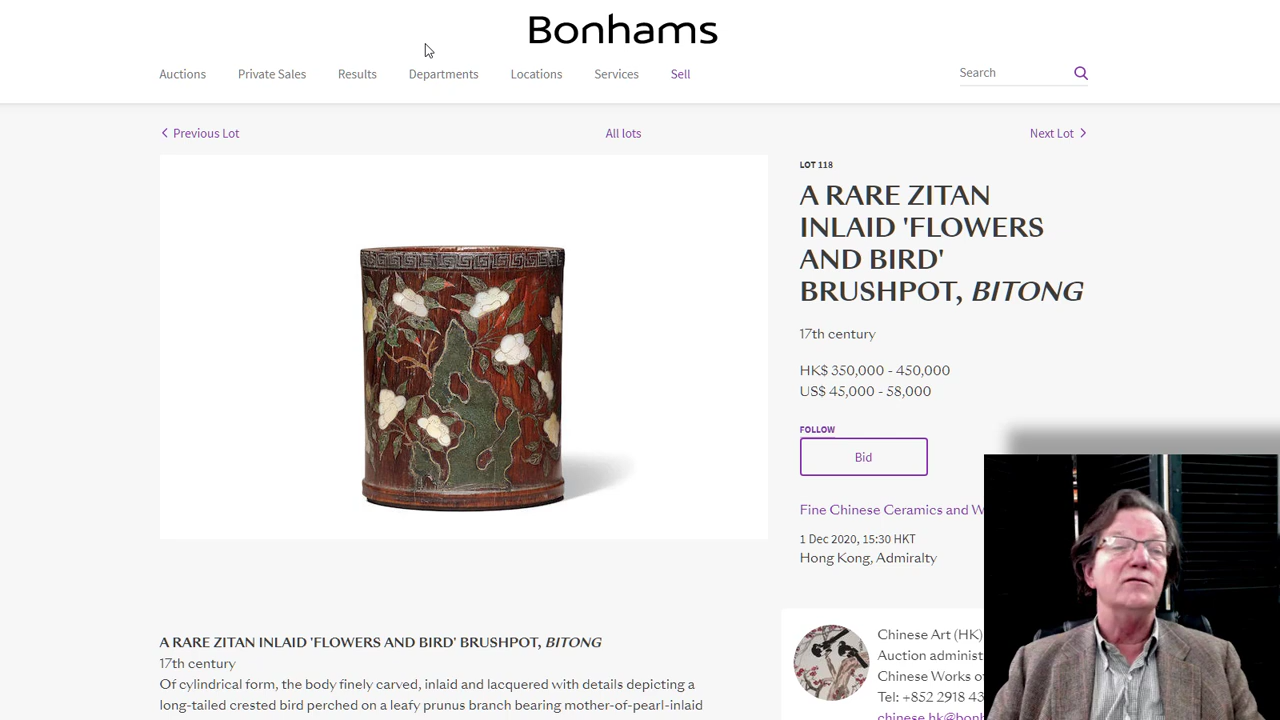 Bonhams
Auctions
Private Sales
Results
Departments
Locations
Services
Sell
Search
Previous Lot
All lots
Next Lot
LOT 118
A RARE ZITAN
INLAID 'FLOWERS
AND BIRD'
BRUSHPOT, BITONG
17th century
HK$ 350,000 - 450,000
US$ 45,000 - 58,000
FOLLOW
Bid
Fine Chinese Ceramics and W
1 Dec 2020, 15:30 HKT
Hong Kong, Admiralty
A RARE ZITAN INLAID 'FLOWERS AND BIRD' BRUSHPOT, BITONG
17th century
Of cylindrical form, the body finely carved, inlaid and lacquered with details depicting a
long-tailed crested bird perched on a leafy prunus branch bearing mother-of-pearl-inlaid
Chinese Art (HK)
Auction administ
Chinese Works o
Tel: +852 2918 43
chinese.hk@bonh